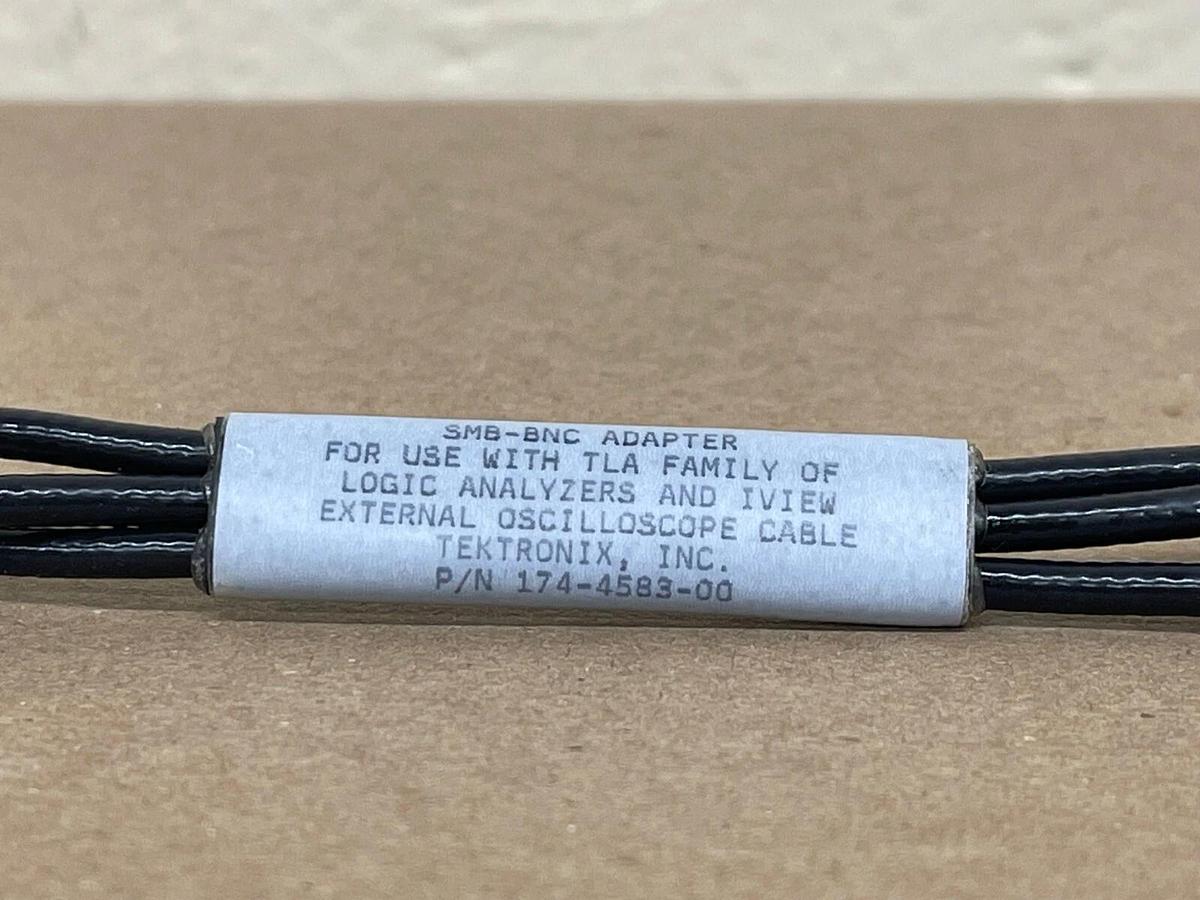 SMB-BNC ADAPTER
FOR USE WITH TLA FAMILY OF
LOGIC ANALYZERS AND IVIEW
EXTERNAL OSCILLOSCOPE CABLE
TEKTRONIX, INC.
P/N 174-4583-00